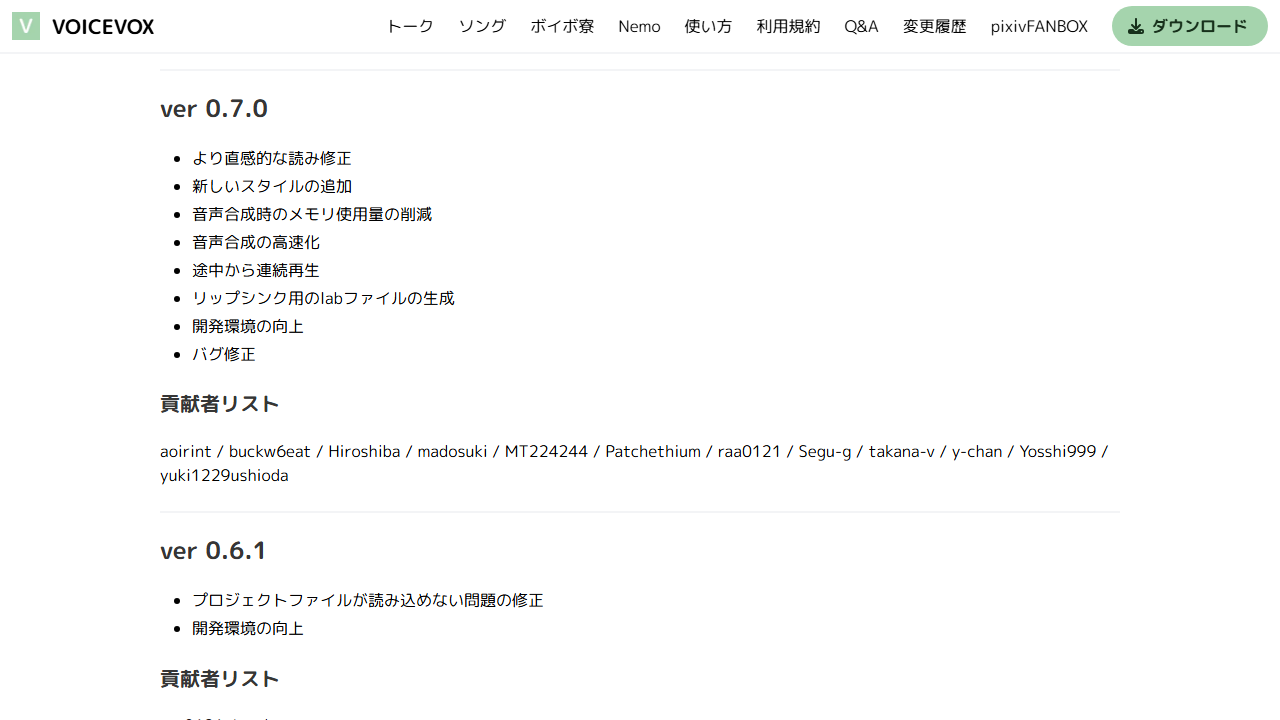 V VOICEVOX トーク ソング ボイボ寮 Nemo 使い方 利用規約 Q&A 変更履歴 pixivFANBOX ダウンロード
ver 0.7.0
より直感的な読み修正
新しいスタイルの追加
音声合成時のメモリ使用量の削減
音声合成の高速化
途中から連続再生
リップシンク用のlabファイルの生成
開発環境の向上
バグ修正
貢献者リスト
aoirint / buckw6eat / Hiroshiba / madosuki / MT224244 / Patchethium / raa0121 / Segu-g / takana-v / y-chan / Yosshi999 /
yuki1229ushioda
ver 0.6.1
プロジェクトファイルが読み込めない問題の修正
開発環境の向上
貢献者リスト